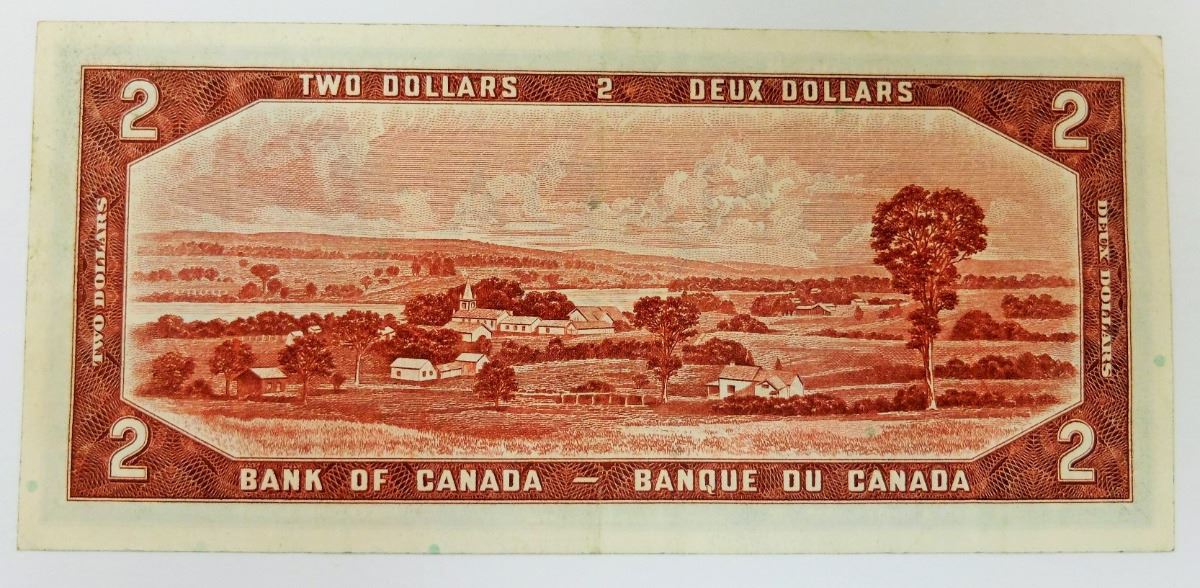 TWO DOLLARS 2 DEUX DOLLARS
2
2
TWO DOLLARS
DEUX DOLLARS
2
2
BANK OF CANADA – BANQUE DU CANADA